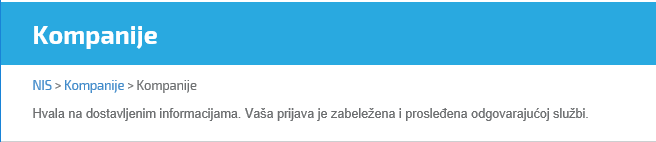 Kompanije
NIS > Kompanije > Kompanije
Hvala na dostavljenim informacijama. Vaša prijava je zabeležena i prosleđena odgovarajućoj službi.